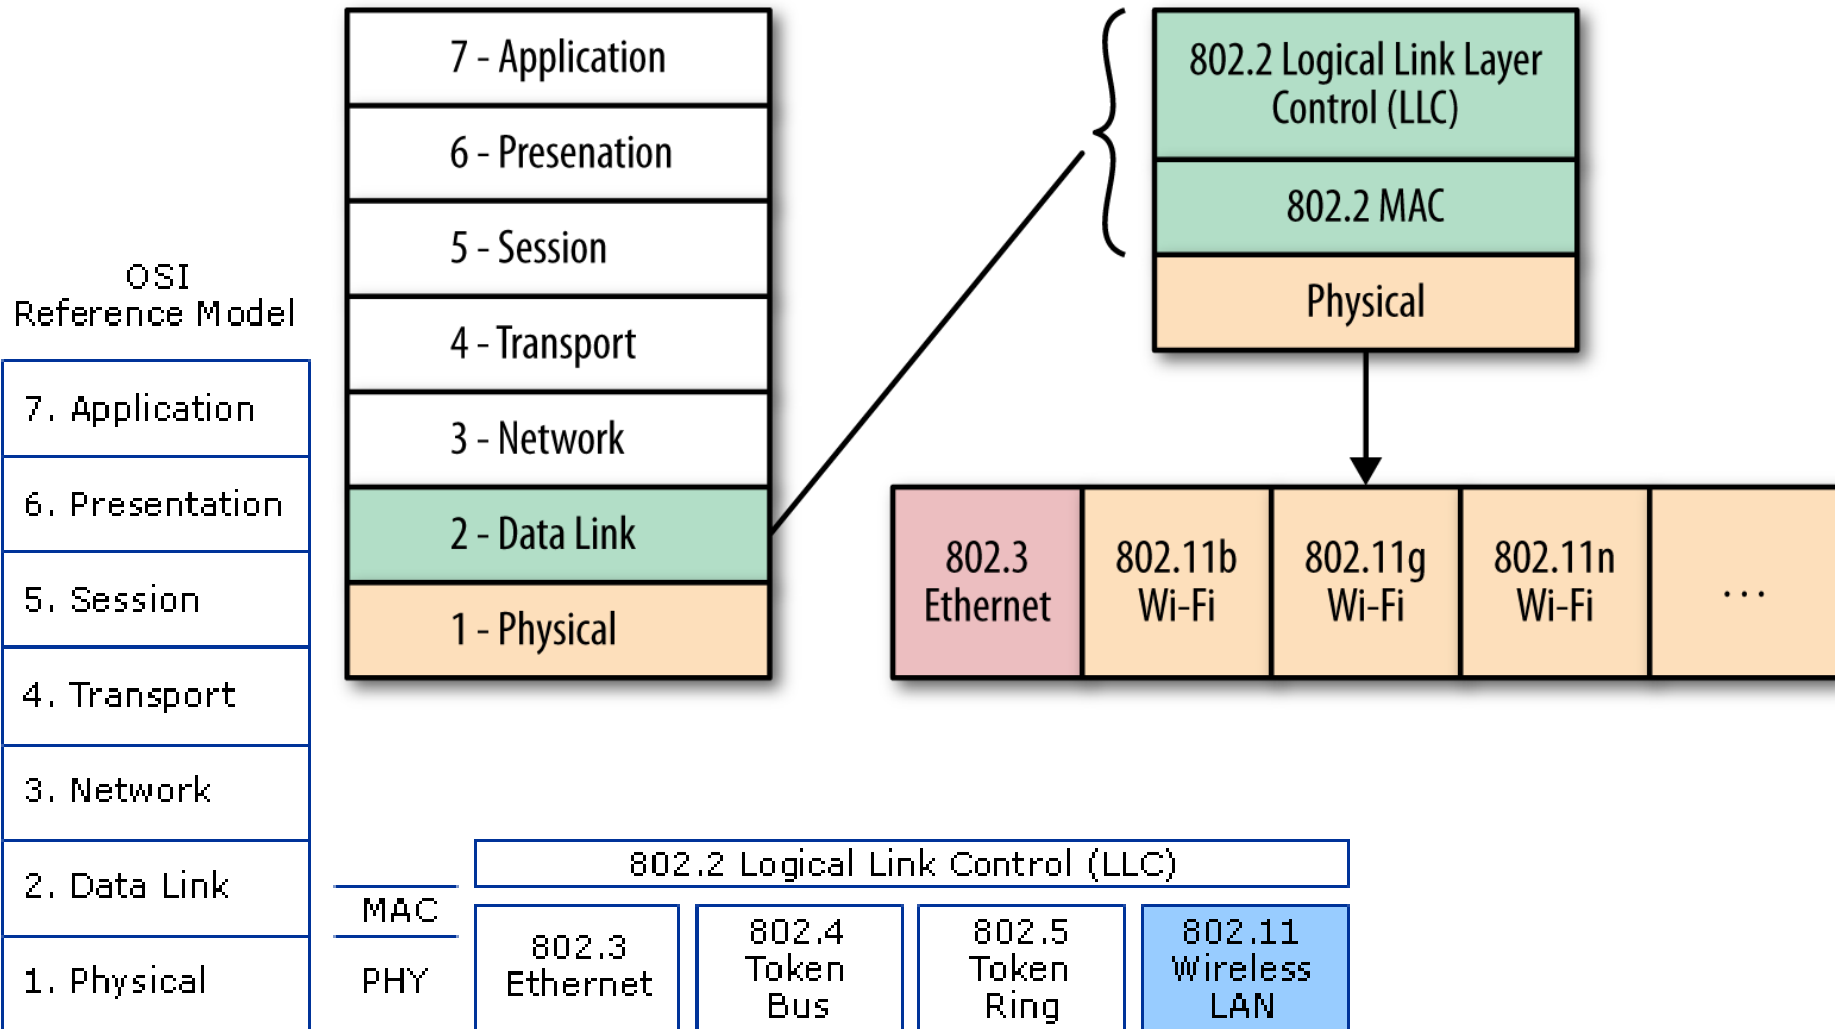 7 - Application
6 - Presenation
5 - Session
4 - Transport
3 - Network
2 - Data Link
1 - Physical
802.2 Logical Link Layer
Control (LLC)
802.2 MAC
Physical
802.3
Ethernet
802.11b
Wi-Fi
802.11g
Wi-Fi
802.11n
Wi-Fi
...
OSI
Reference Model
7. Application
6. Presentation
5. Session
4. Transport
3. Network
2. Data Link
1. Physical
MAC
PHY
802.2 Logical Link Control (LLC)
802.3
Ethernet
802.4
Token
Bus
802.5
Token
Ring
802.11
Wireless
LAN